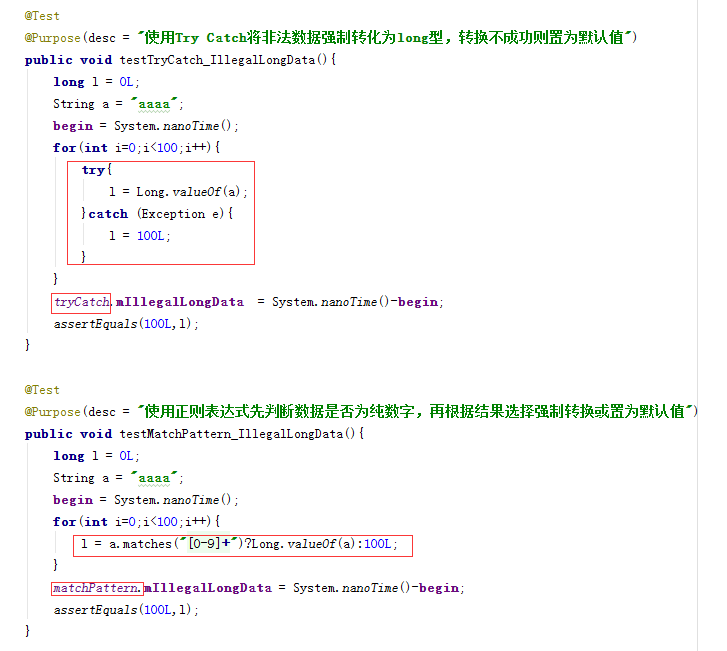 @Test
@Purpose(desc = "使用Try Catch将非法数据强制转化为long型，转换不成功则置为默认值")
public void testTryCatch_IllegalLongData(){
long l = 0L;
String a = "aaaa";
begin = System.nanoTime();
for(int i=0;i<100;i++){
try{
l = Long.valueOf(a);
}catch (Exception e){
l = 100L;
}
}
tryCatch.mIllegalLongData  = System.nanoTime()-begin;
assertEquals(100L,l);
}
@Test
@Purpose(desc = "使用正则表达式先判断数据是否为纯数字，再根据结果选择强制转换或置为默认值")
public void testMatchPattern_IllegalLongData(){
long l = 0L;
String a = "aaaa";
begin = System.nanoTime();
for(int i=0;i<100;i++){
l = a.matches("[0-9]+")?Long.valueOf(a):100L;
}
matchPattern.mIllegalLongData = System.nanoTime()-begin;
assertEquals(100L,l);
}